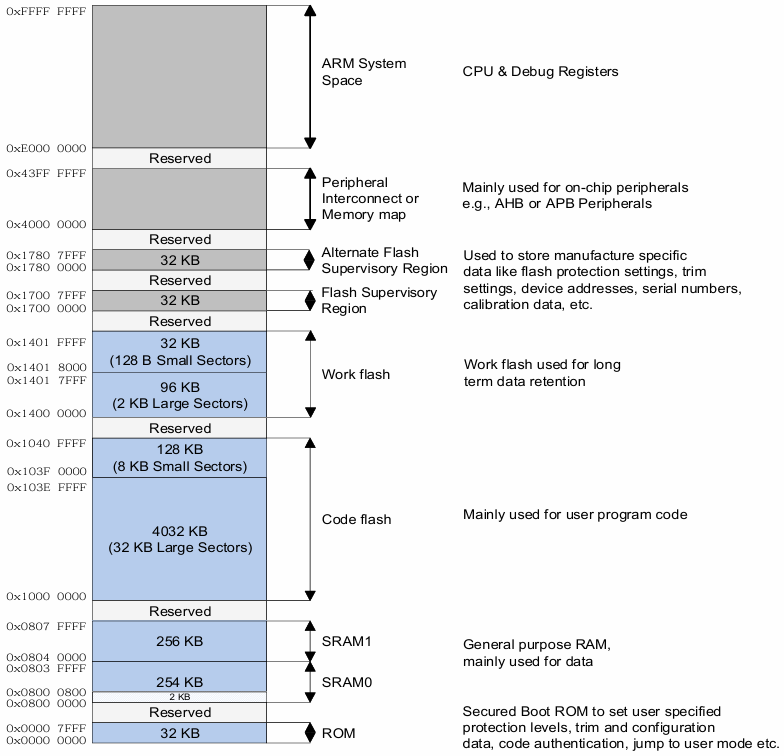 0xFFFF FFFF
ARM System
Space
CPU & Debug Registers
0xE000 0000
Reserved
0x43FF FFFF
Peripheral
Interconnect or
Memory map
Mainly used for on-chip peripherals
e.g., AHB or APB Peripherals
0x4000 0000
Reserved
0x1780 7FFF
32 KB
0x1780 0000
Alternate Flash
Supervisory Region
Used to store manufacture specific
data like flash protection settings, trim
settings, device addresses, serial numbers,
calibration data, etc.
Reserved
0x1700 7FFF
32 KB
0x1700 0000
Flash Supervisory
Region
Reserved
0x1401 FFFF
32 KB
(128 B Small Sectors)
0x1401 8000
0x1401 7FFF
96 KB
(2 KB Large Sectors)
0x1400 0000
Work flash
Work flash used for long
term data retention
Reserved
0x1040 FFFF
128 KB
(8 KB Small Sectors)
0x103F 0000
0x103E FFFF
4032 KB
(32 KB Large Sectors)
Code flash
Mainly used for user program code
0x1000 0000
Reserved
0x0807 FFFF
256 KB
SRAM1
0x0804 0000
General purpose RAM,
mainly used for data
0x0803 FFFF
254 KB
SRAM0
0x0800 0800
2 KB
0x0800 0000
Reserved
0x0000 7FFF
32 KB
0x0000 0000
ROM
Secured Boot ROM to set user specified
protection levels, trim and configuration
data, code authentication, jump to user mode etc.